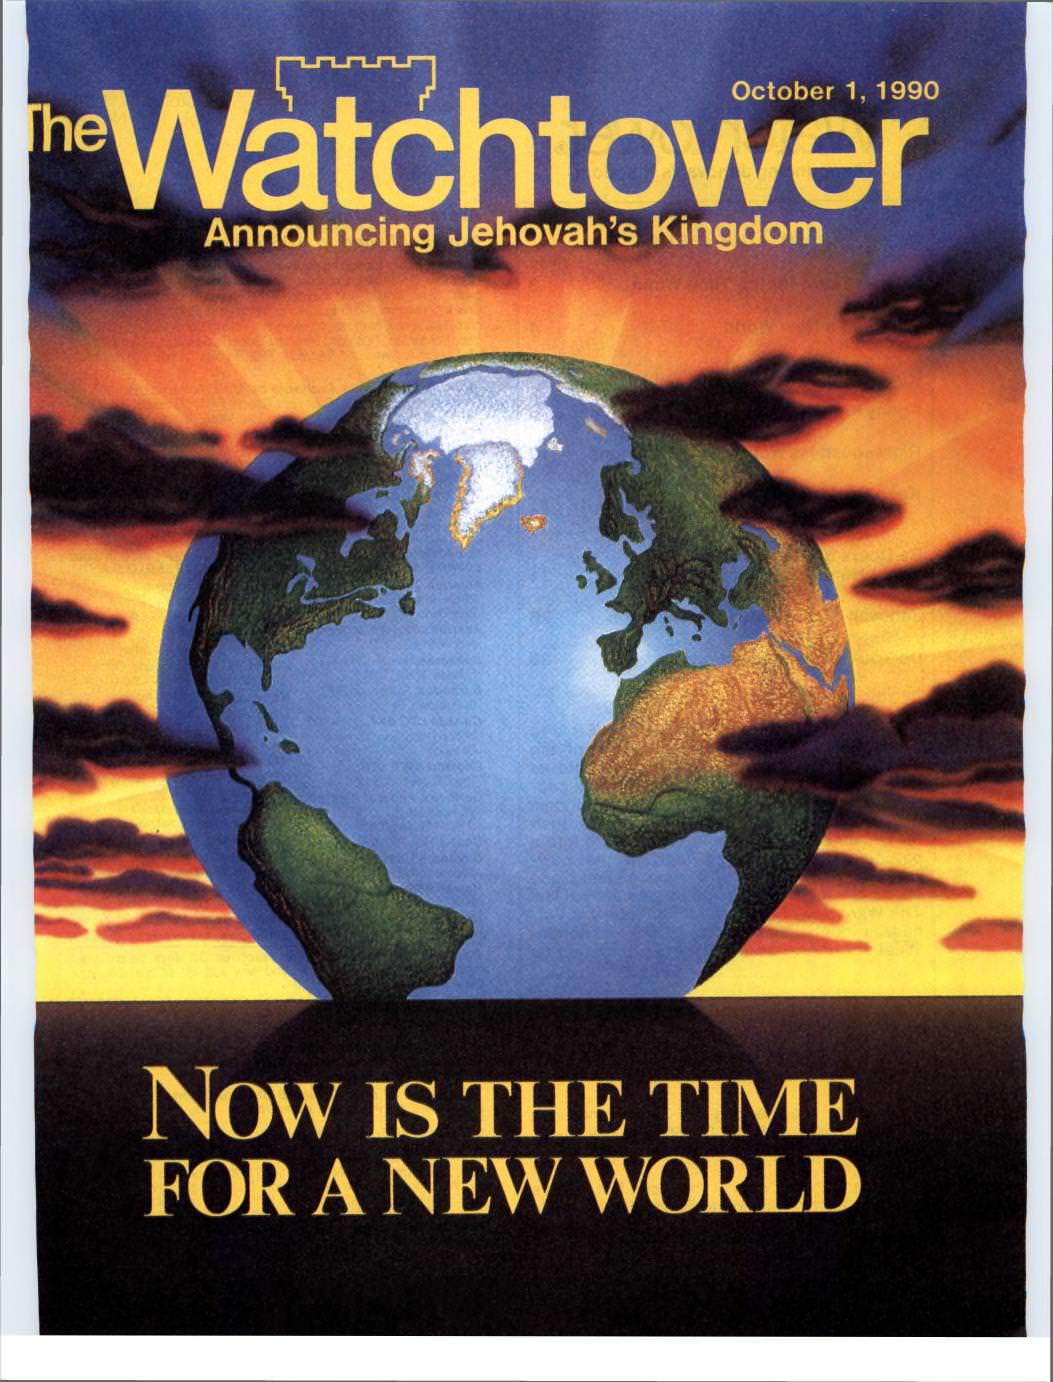 October 1, 1990
The Watchtower
Announcing Jehovah's Kingdom
NOW IS THE TIME
FOR A NEW WORLD